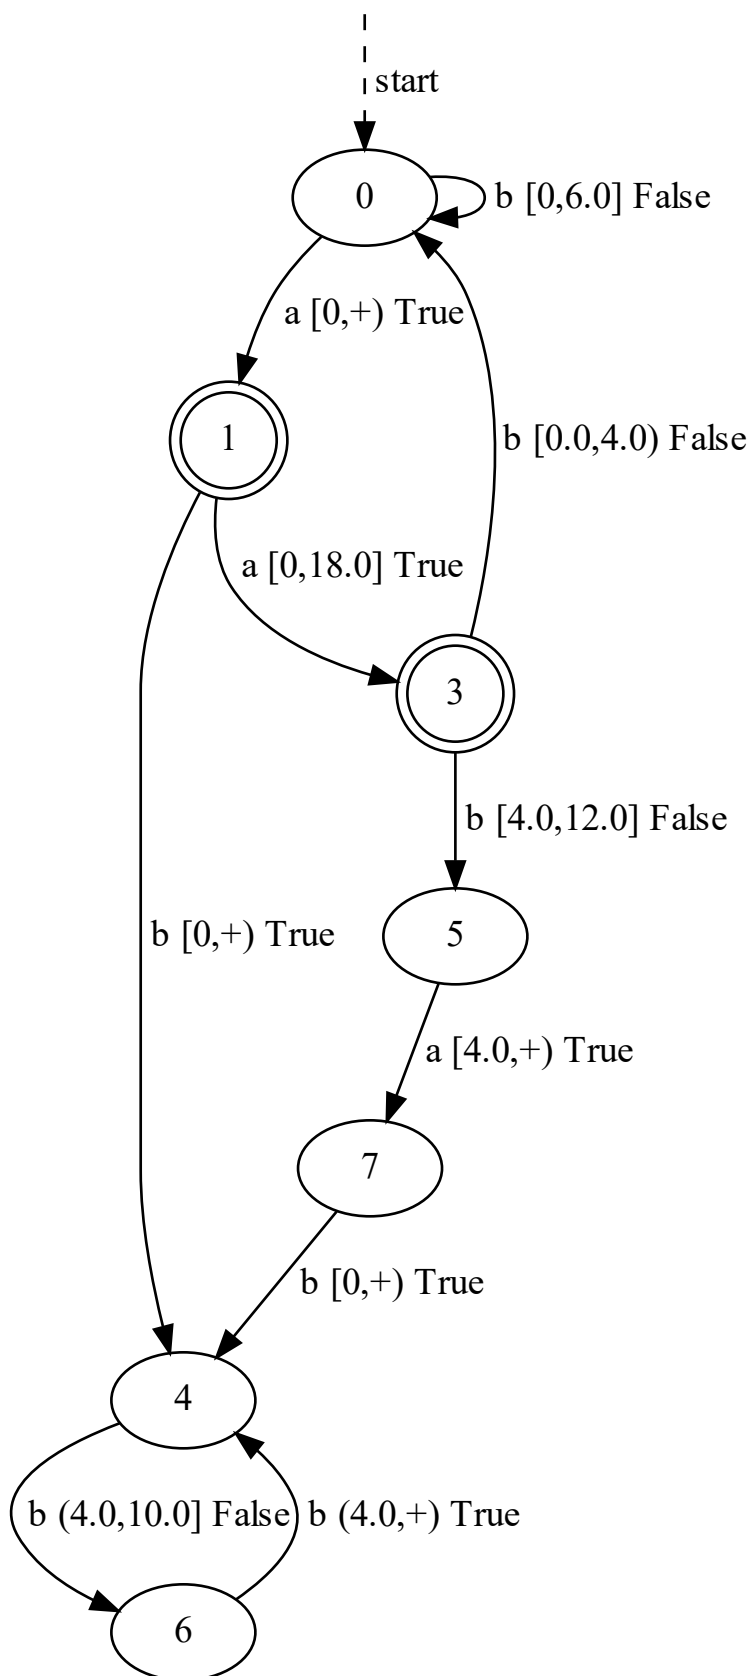 start
0
b [0,6.0] False
a [0,+) True
1
b [0.0,4.0) False
a [0,18.0] True
3
b [4.0,12.0] False
b [0,+) True
5
a [4.0,+) True
7
b [0,+) True
4
b (4.0,10.0] False
b (4.0,+) True
6